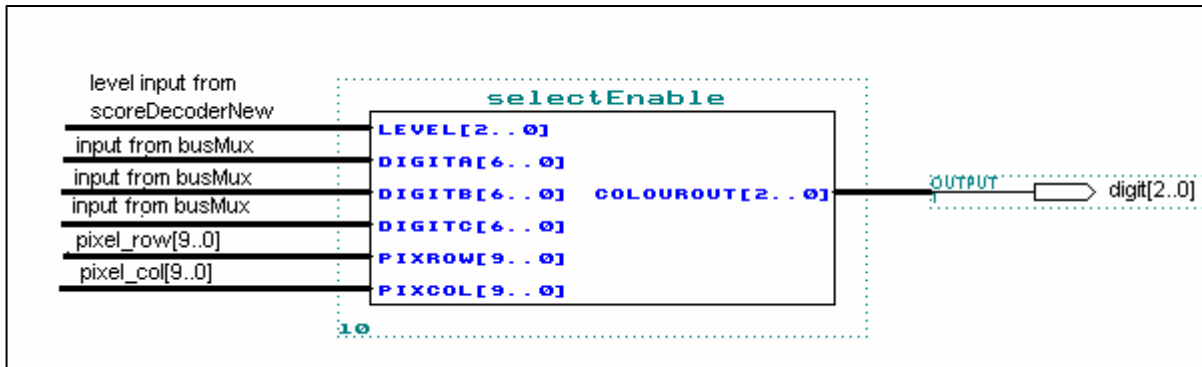 level input from
scoreDecoderNew
input from busMux
input from busMux
input from busMux
pixel_row[9..0]
pixel_col[9..0]
selectEnable
LEVEL[2..0]
DIGITA[6..0]
DIGITB[6..0]
COLOUROUT[2..0]
DIGITC[6..0]
PIXROW[9..0]
PIXCOL[9..0]
10
OUTPUT
digit[2..0]